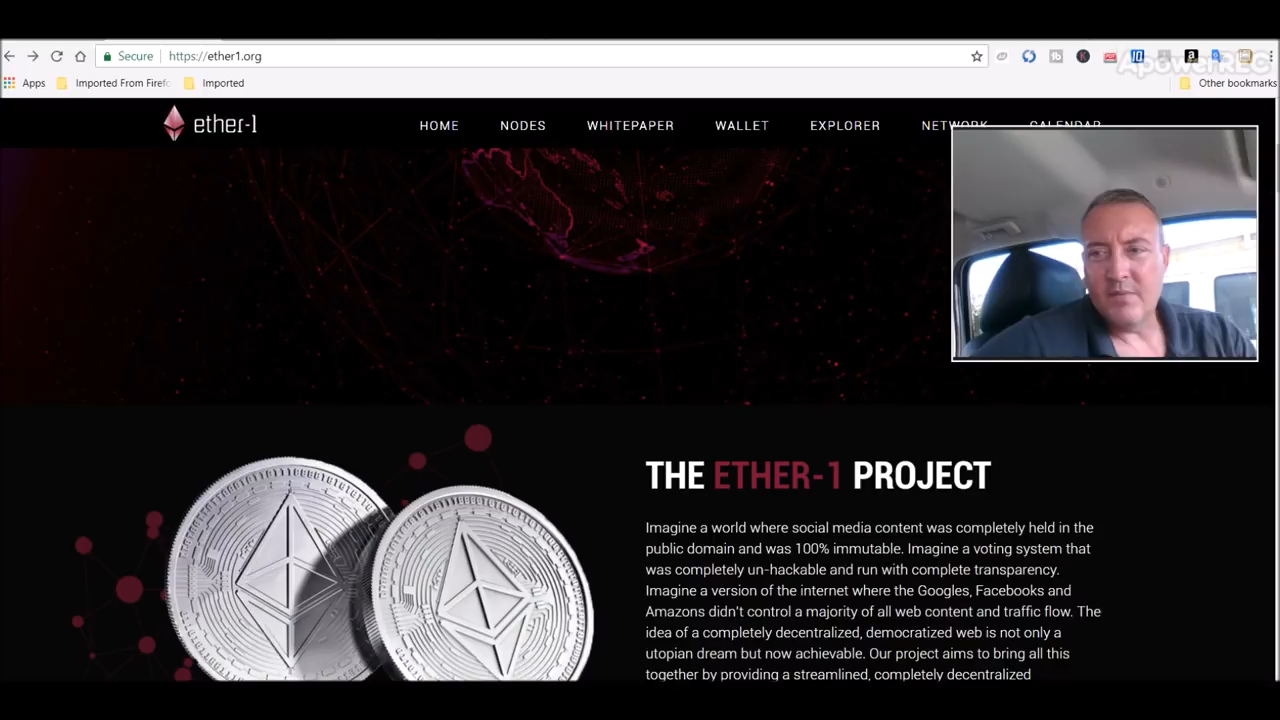 Secure https://ether1.org
ApowerREC
Apps Imported From Firefo Imported Other bookmarks
ether-1 HOME NODES WHITEPAPER WALLET EXPLORER NETWORK CALENDAR
THE ETHER-1 PROJECT
Imagine a world where social media content was completely held in the
public domain and was 100% immutable. Imagine a voting system that
was completely un-hackable and run with complete transparency.
Imagine a version of the internet where the Googles, Facebooks and
Amazons didn't control a majority of all web content and traffic flow. The
idea of a completely decentralized, democratized web is not only a
utopian dream but now achievable. Our project aims to bring all this
together by providing a streamlined, completely decentralized